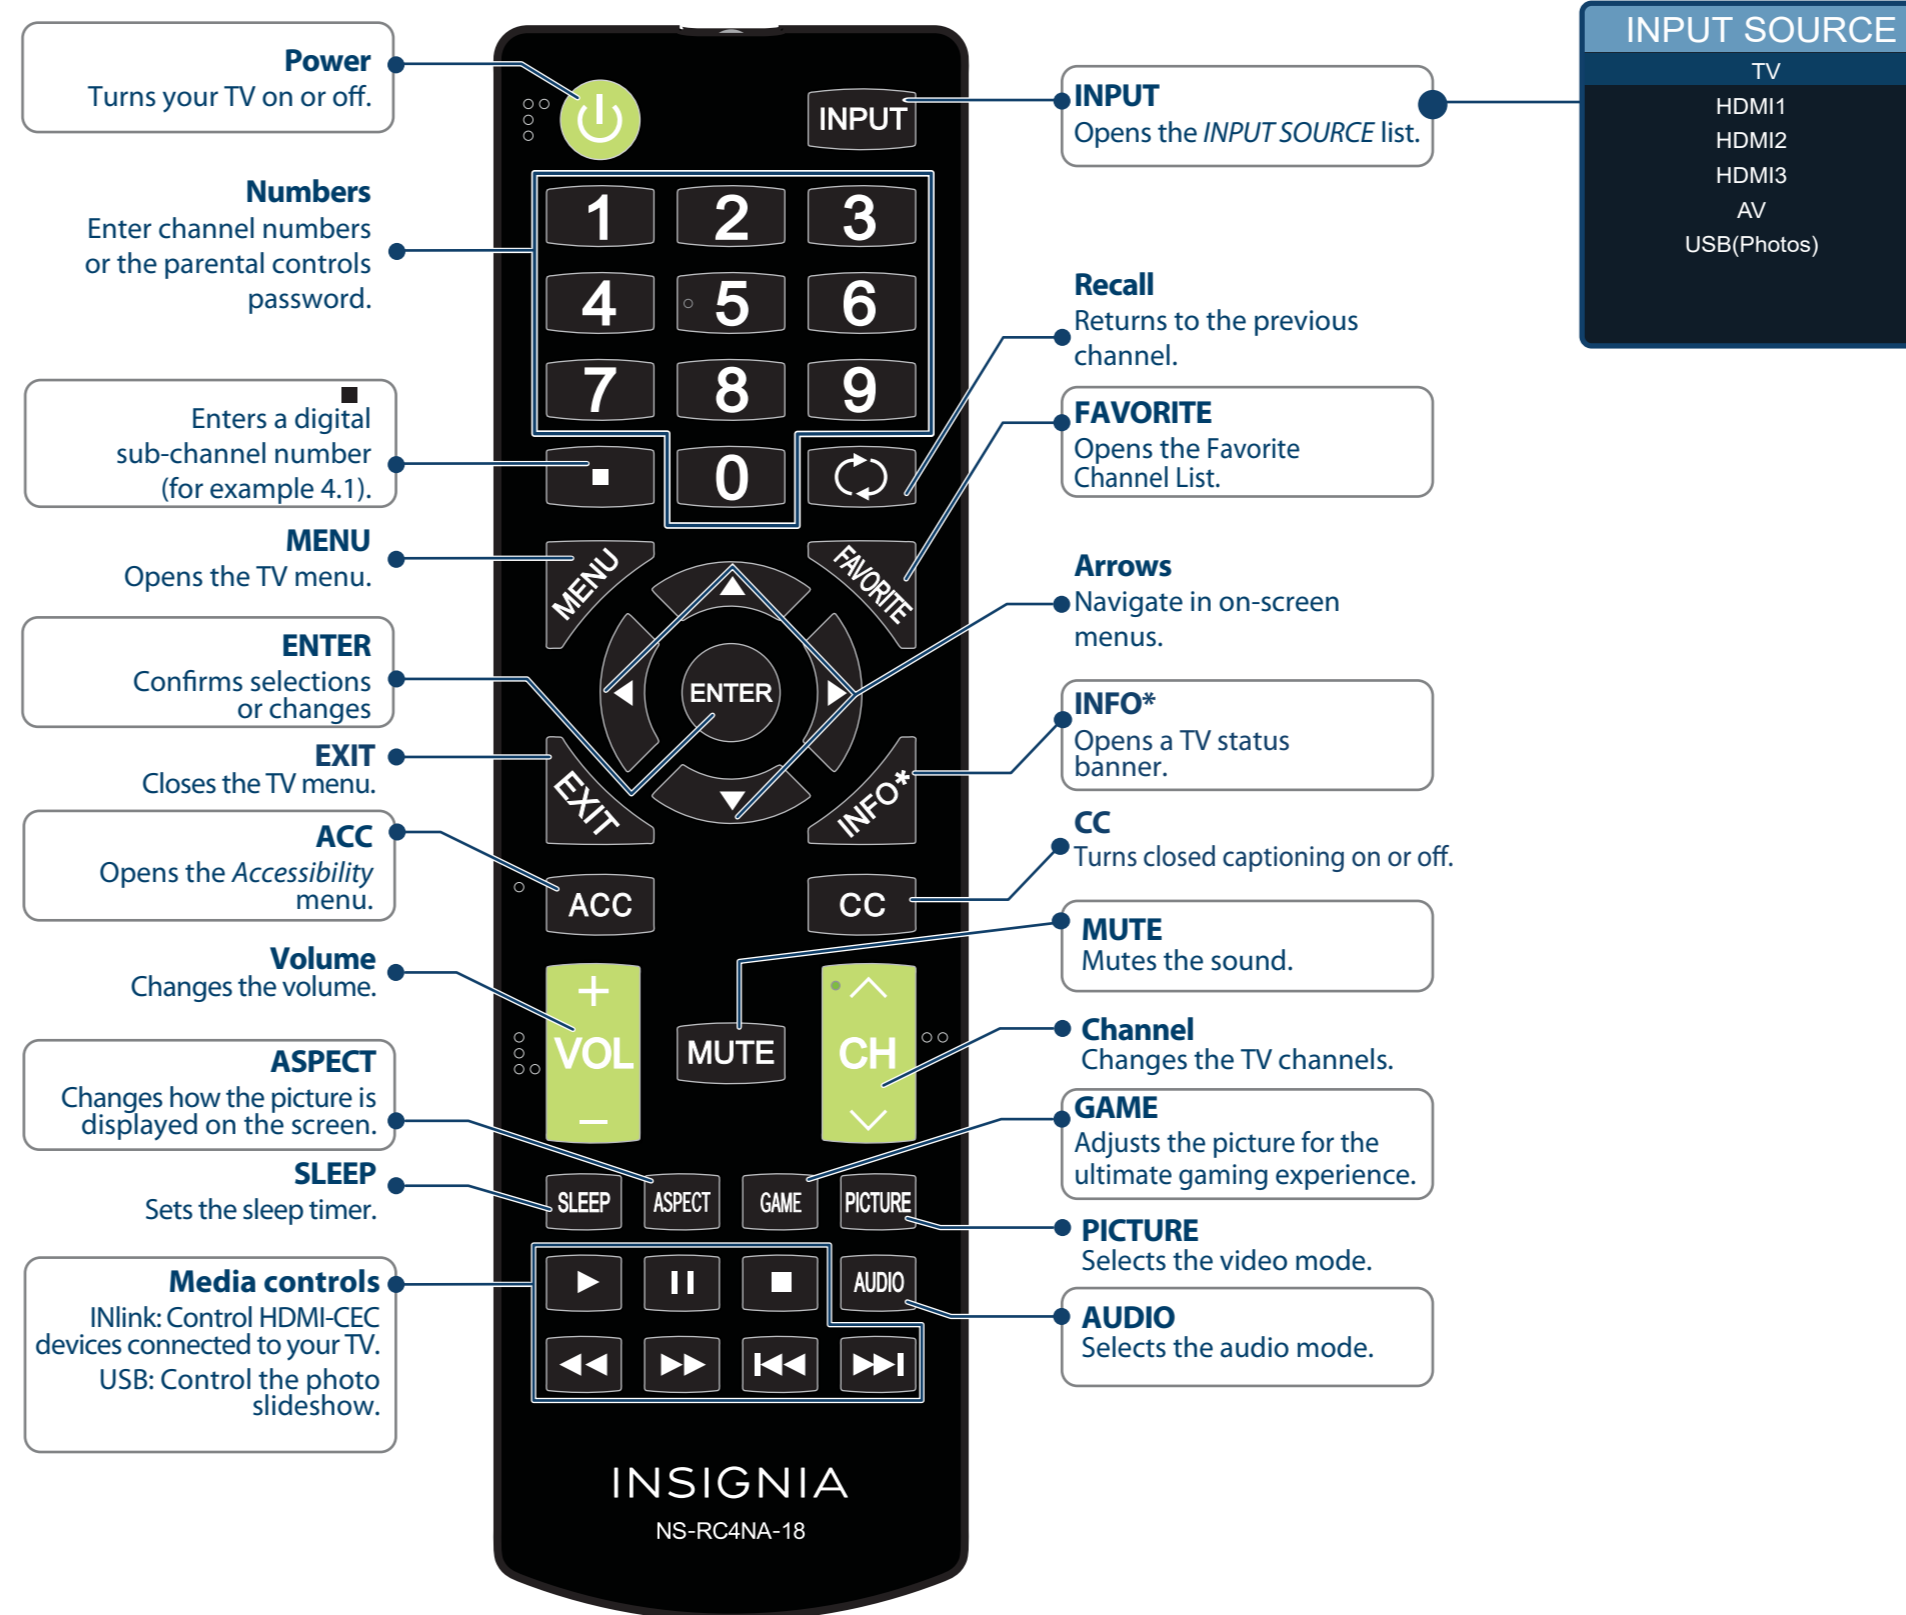 Power
Turns your TV on or off.
Numbers
Enter channel numbers
or the parental controls
password.
■
Enters a digital
sub-channel number
(for example 4.1).
MENU
Opens the TV menu.
ENTER
Confirms selections
or changes
EXIT
Closes the TV menu.
ACC
Opens the Accessibility
menu.
Volume
Changes the volume.
ASPECT
Changes how the picture is
displayed on the screen.
SLEEP
Sets the sleep timer.
Media controls
INlink: Control HDMI-CEC
devices connected to your TV.
USB: Control the photo
slideshow.
INPUT
1 2 3
4 5 6
7 8 9
0
MENU
FAVORITE
ENTER
EXIT
INFO*
ACC
CC
+
VOL
–
MUTE
CH
SLEEP ASPECT GAME PICTURE
AUDIO
INSIGNIA
NS-RC4NA-18
INPUT
Opens the INPUT SOURCE list.
Recall
Returns to the previous
channel.
FAVORITE
Opens the Favorite
Channel List.
Arrows
Navigate in on-screen
menus.
INFO*
Opens a TV status
banner.
CC
Turns closed captioning on or off.
MUTE
Mutes the sound.
Channel
Changes the TV channels.
GAME
Adjusts the picture for the
ultimate gaming experience.
PICTURE
Selects the video mode.
AUDIO
Selects the audio mode.
INPUT SOURCE
TV
HDMI1
HDMI2
HDMI3
AV
USB(Photos)